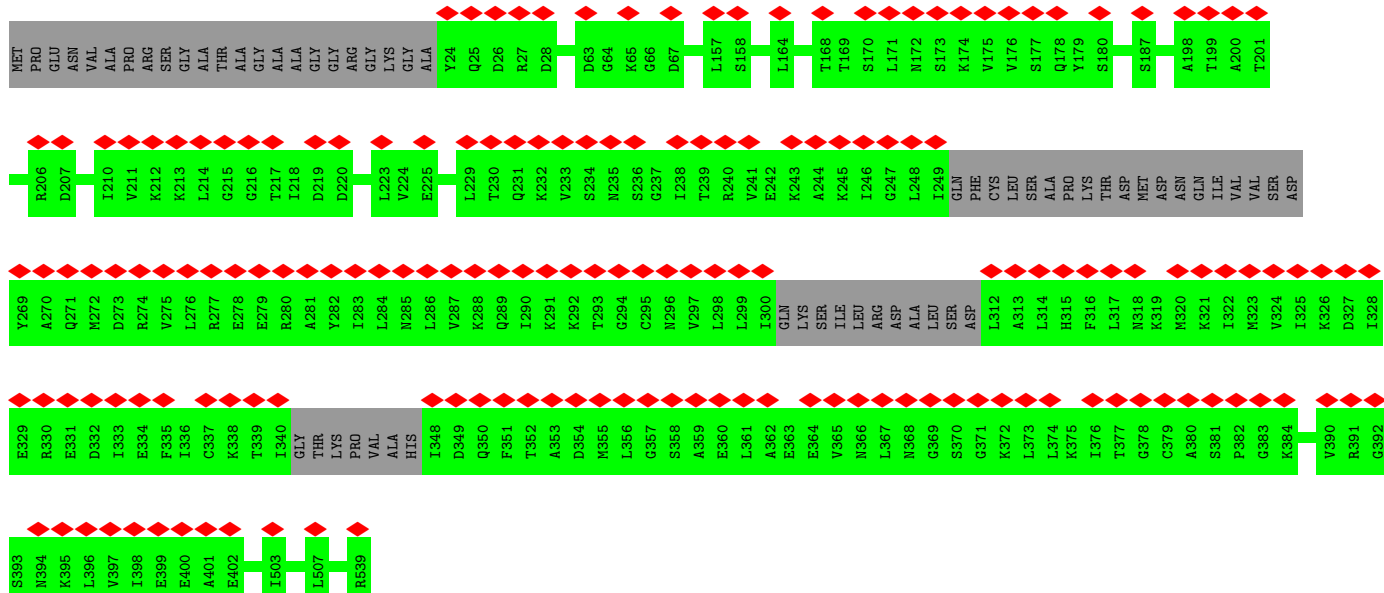 MET PRO GLU ASN VAL ALA PRO ARG SER GLY ALA THR ALA GLY ALA ALA GLY GLY ARG GLY LYS GLY ALA Y24 Q25 D26 R27 D28 D63 G64 K65 G66 D67 L157 S158 L164 T168 T169 S170 L171 N172 S173 K174 V175 V176 S177 Q178 Y179 S180 S187 A198 T199 A200 T201
R206 D207 I210 V211 K212 K213 L214 G215 G216 T217 I218 D219 D220 L223 V224 E225 L229 T230 Q231 K232 V233 S234 N235 S236 G237 I238 T239 R240 V241 E242 K243 A244 K245 I246 G247 L248 I249 GLN PHE CYS LEU SER ALA PRO LYS THR ASP MET ASP ASN GLN ILE VAL VAL SER ASP
Y269 A270 Q271 M272 D273 R274 V275 L276 R277 E278 E279 R280 A281 Y282 I283 L284 N285 L286 V287 K288 Q289 I290 K291 K292 T293 G294 C295 N296 V297 L298 L299 I300 GLN LYS SER ILE LEU ARG ASP ALA LEU SER ASP L312 A313 L314 H315 F316 L317 N318 K319 M320 K321 I322 M323 V324 I325 K326 D327 I328
E329 R330 E331 D332 I333 E334 F335 I336 C337 K338 T339 I340 GLY THR LYS PRO VAL ALA HIS I348 D349 Q350 F351 T352 A353 D354 M355 L356 G357 S358 A359 E360 L361 A362 E363 E364 V365 N366 L367 N368 G369 S370 G371 K372 L373 L374 K375 I376 T377 G378 C379 A380 S381 P382 G383 K384 V390 R391 G392
S393 N394 K395 L396 V397 I398 E399 E400 A401 E402 I503 L507 R539